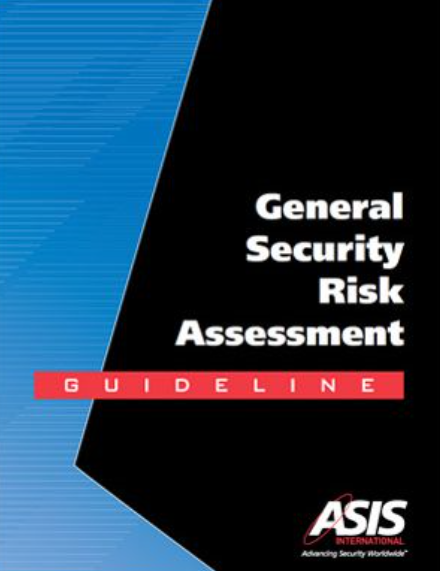 General
Security
Risk
Assessment
GUIDELINE
ASIS
INTERNATIONAL
Advancing Security Worldwide®